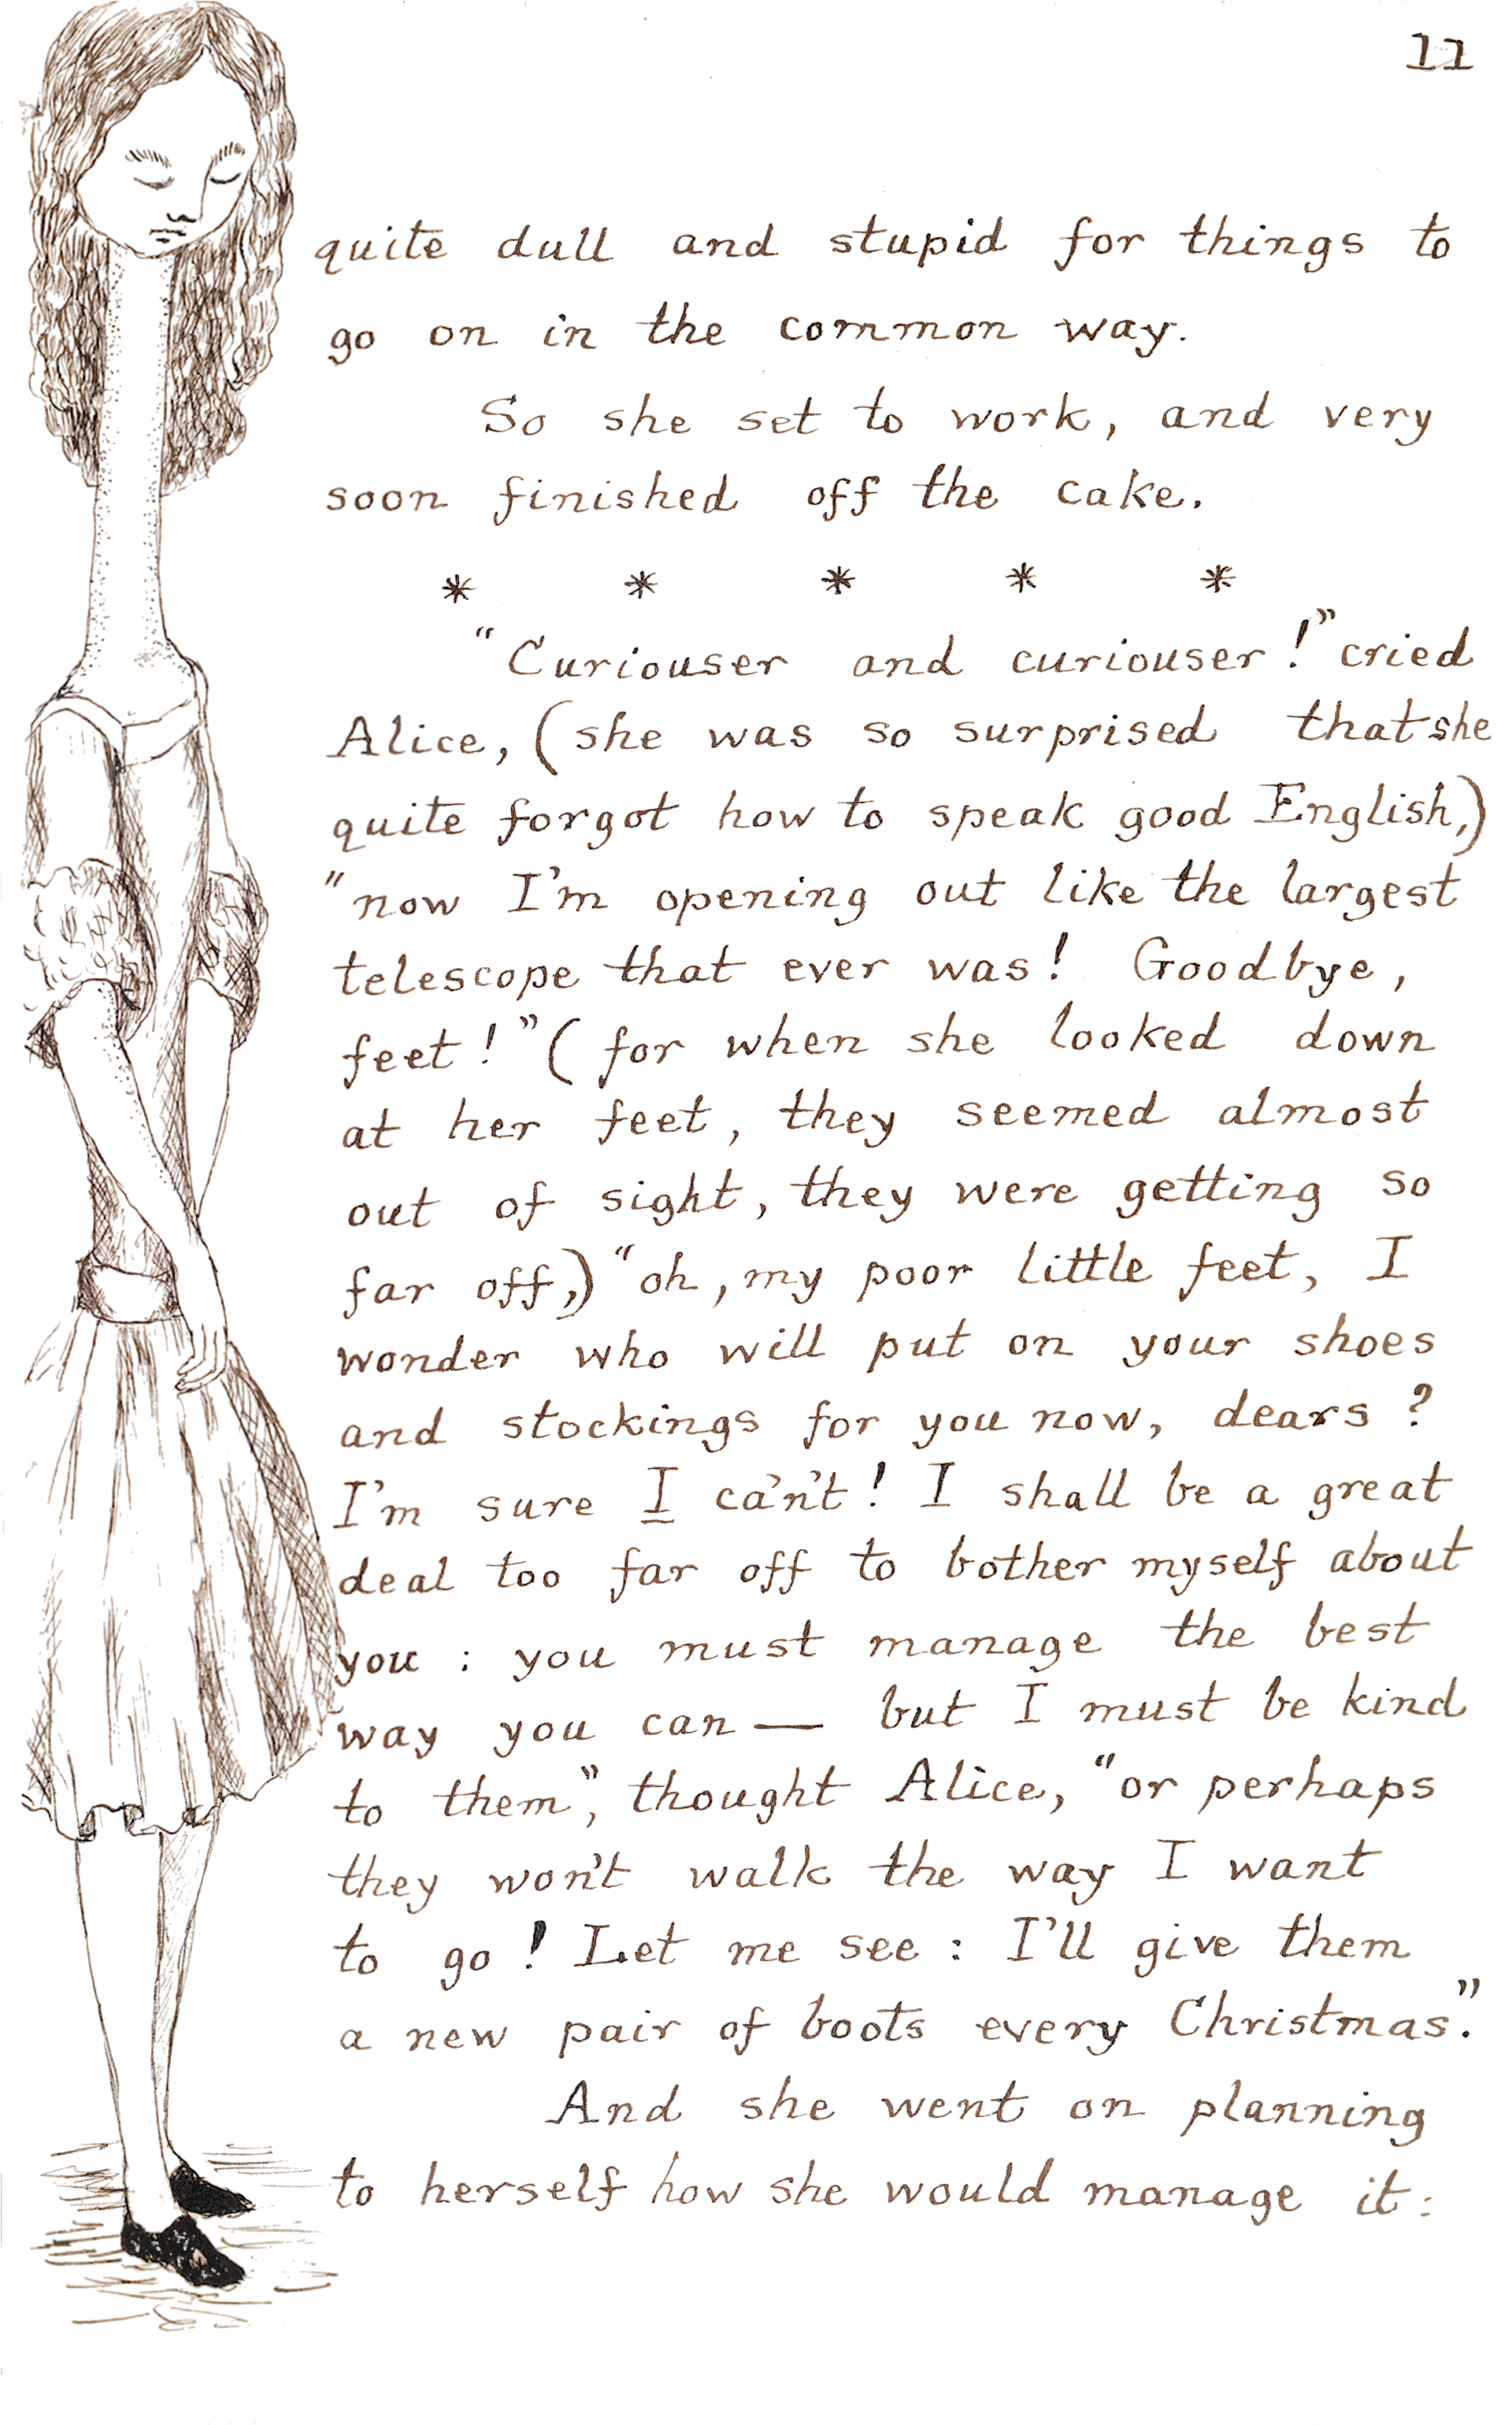 11
quite dull and stupid for things to
go on in the common way.
So she set to work, and very
soon finished off the cake.
* * * * *
"Curiouser and curiouser!" cried
Alice, (she was so surprised that she
quite forgot how to speak good English,)
"now I'm opening out like the largest
telescope that ever was! Goodbye,
feet!" (for when she looked down
at her feet, they seemed almost
out of sight, they were getting so
far off,) "oh, my poor little feet, I
wonder who will put on your shoes
and stockings for you now, dears?
I'm sure I ca'n't! I shall be a great
deal too far off to bother myself about
you: you must manage the best
way you can — but I must be kind
to them", thought Alice, "or perhaps
they won't walk the way I want
to go! Let me see: I'll give them
a new pair of boots every Christmas."
And she went on planning
to herself how she would manage it: